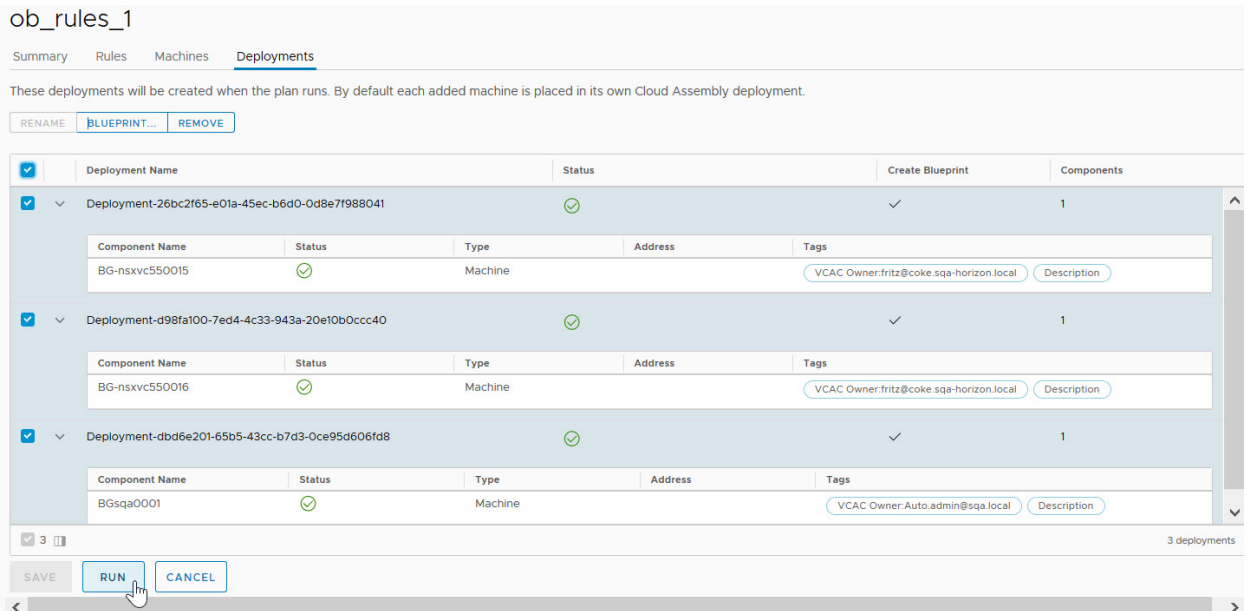 ob_rules_1
Summary Rules Machines Deployments
These deployments will be created when the plan runs. By default each added machine is placed in its own Cloud Assembly deployment.
RENAME BLUEPRINT... REMOVE
Deployment Name Status Create Blueprint Components
Deployment-26bc2f65-e01a-45ec-b6d0-0d8e7f988041 1
Component Name Status Type Address Tags
BG-nsxvc550015 Machine VCAC Owner:fritz@coke.sqa-horizon.local Description
Deployment-d98fa100-7ed4-4c33-943a-20e10b0ccc40 1
Component Name Status Type Address Tags
BG-nsxvc550016 Machine VCAC Owner:fritz@coke.sqa-horizon.local Description
Deployment-dbd6e201-65b5-43cc-b7d3-0ce95d606fd8 1
Component Name Status Type Address Tags
BGsqa0001 Machine VCAC Owner:Auto.admin@sqa.local Description
3 3 deployments
SAVE RUN CANCEL